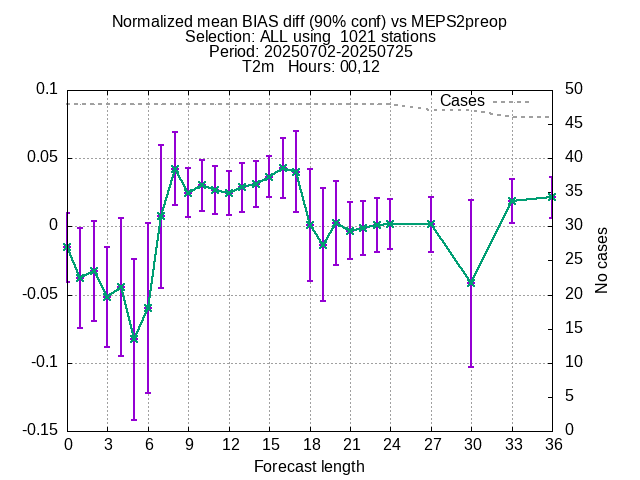 Normalized mean BIAS diff (90% conf) vs MEPS2preop
Selection: ALL using  1021 stations
Period: 20250702-20250725
T2m   Hours: 00,12
0.1
0.05
0
-0.05
-0.1
-0.15
Cases
50
45
40
35
30
25
20
15
10
5
0
No cases
0 3 6 9 12 15 18 21 24 27 30 33 36
Forecast length